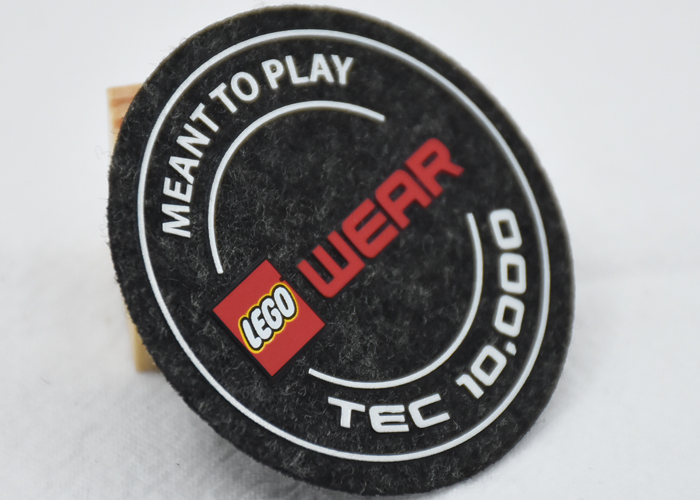 MEANT TO PLAY
LEGO WEAR
TEC 10,000